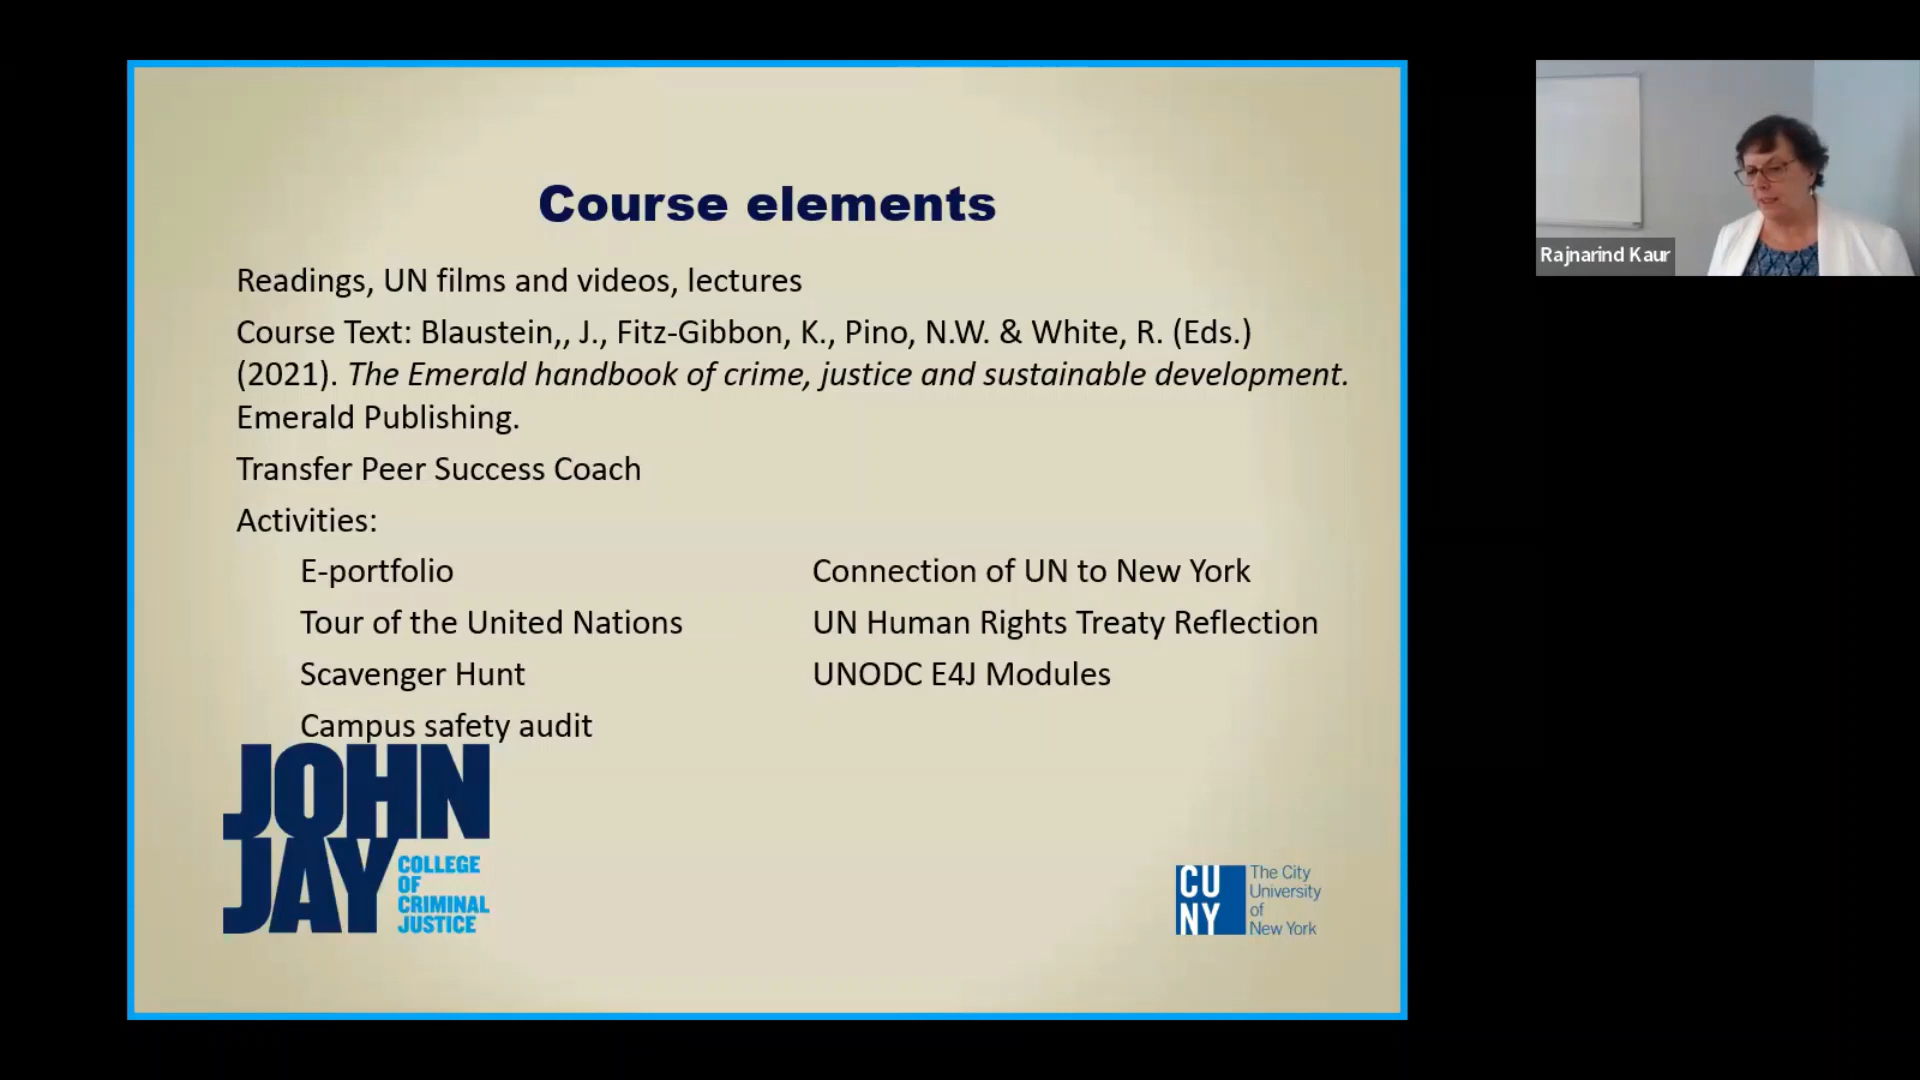 Course elements
Readings, UN films and videos, lectures
Course Text: Blaustein,, J., Fitz-Gibbon, K., Pino, N.W. & White, R. (Eds.)
(2021). The Emerald handbook of crime, justice and sustainable development.
Emerald Publishing.
Transfer Peer Success Coach
Activities:
E-portfolio
Connection of UN to New York
Tour of the United Nations
UN Human Rights Treaty Reflection
Scavenger Hunt
UNODC E4J Modules
Campus safety audit
JOHN
JAY
COLLEGE
OF
CRIMINAL
JUSTICE
CU
NY
The City
University
of
New York
Rajnarind Kaur